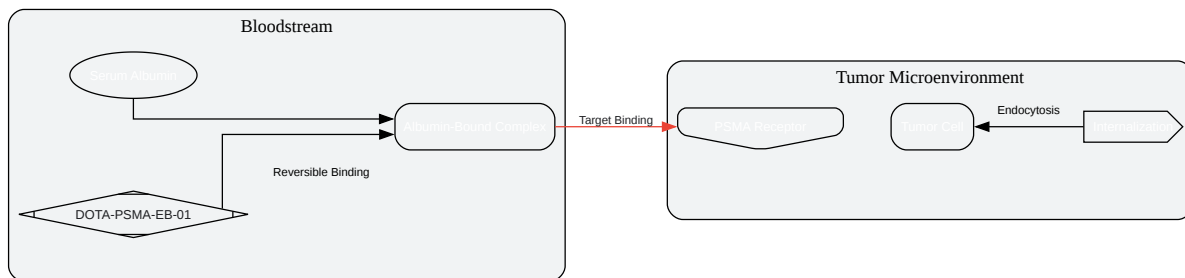 Bloodstream
Serum Albumin
Albumin-Bound Complex
Reversible Binding
DOTA-PSMA-EB-01
Target Binding
Tumor Microenvironment
PSMA Receptor
Tumor Cell
Endocytosis
Internalization